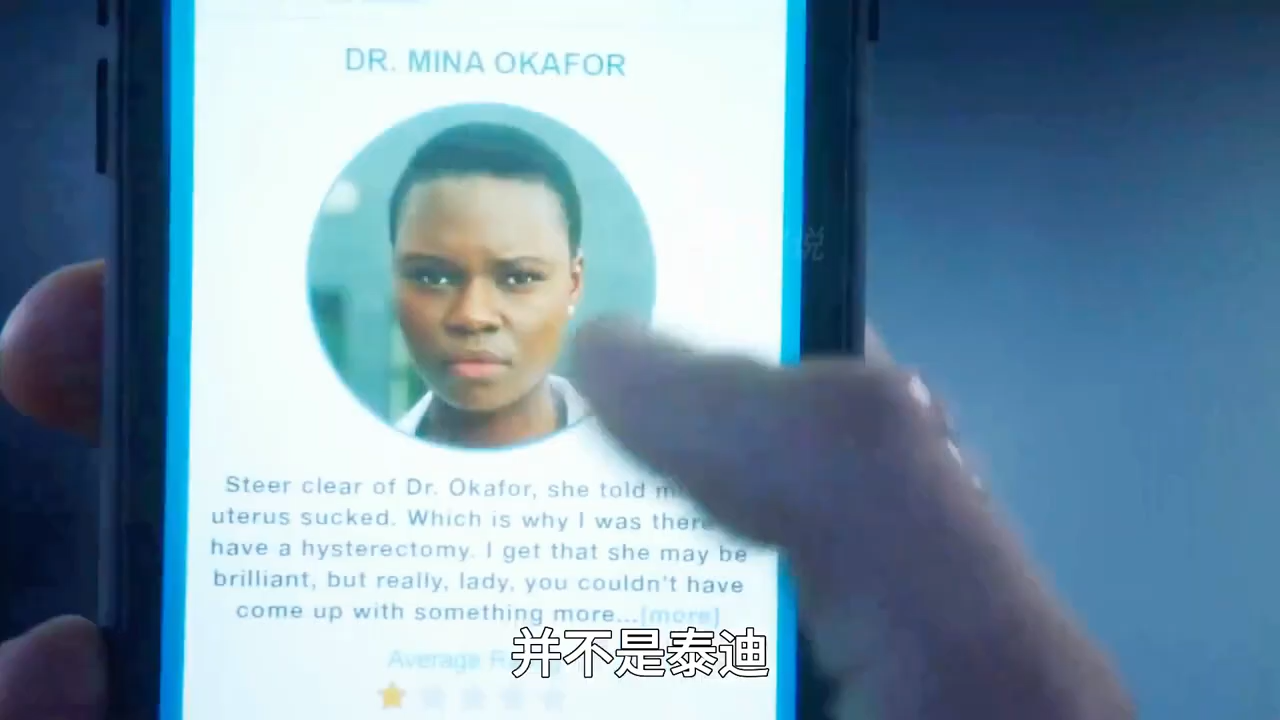 DR. MINA OKAFOR
说
Steer clear of Dr. Okafor, she told
uterus sucked. Which is why I was there
have a hysterectomy. I get that she may be
brilliant, but really, lady, you couldn't have
come up with something more...[more]
Average
并不是泰迪